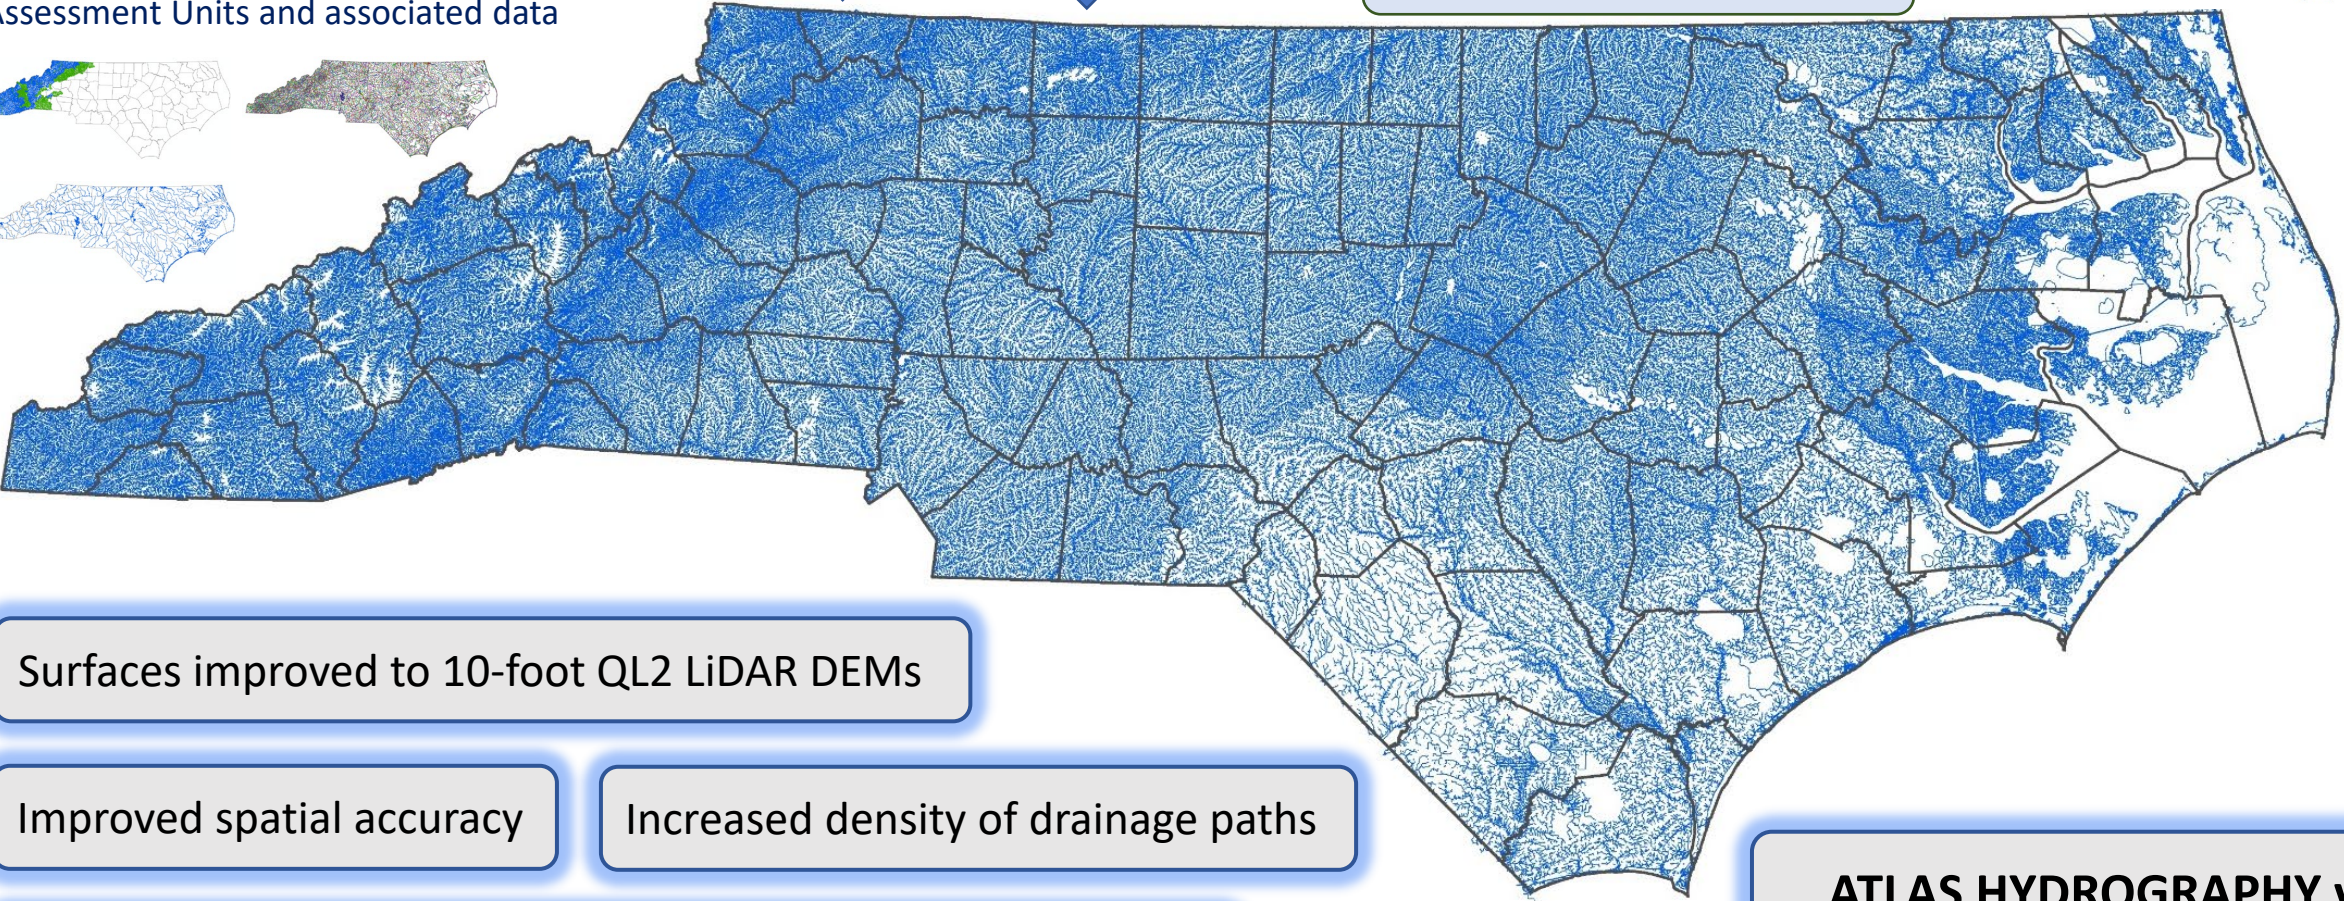 Assessment Units and associated data
Surfaces improved to 10-foot QL2 LiDAR DEMs
Improved spatial accuracy
Increased density of drainage paths
ATLAS HYDROGRAPHY